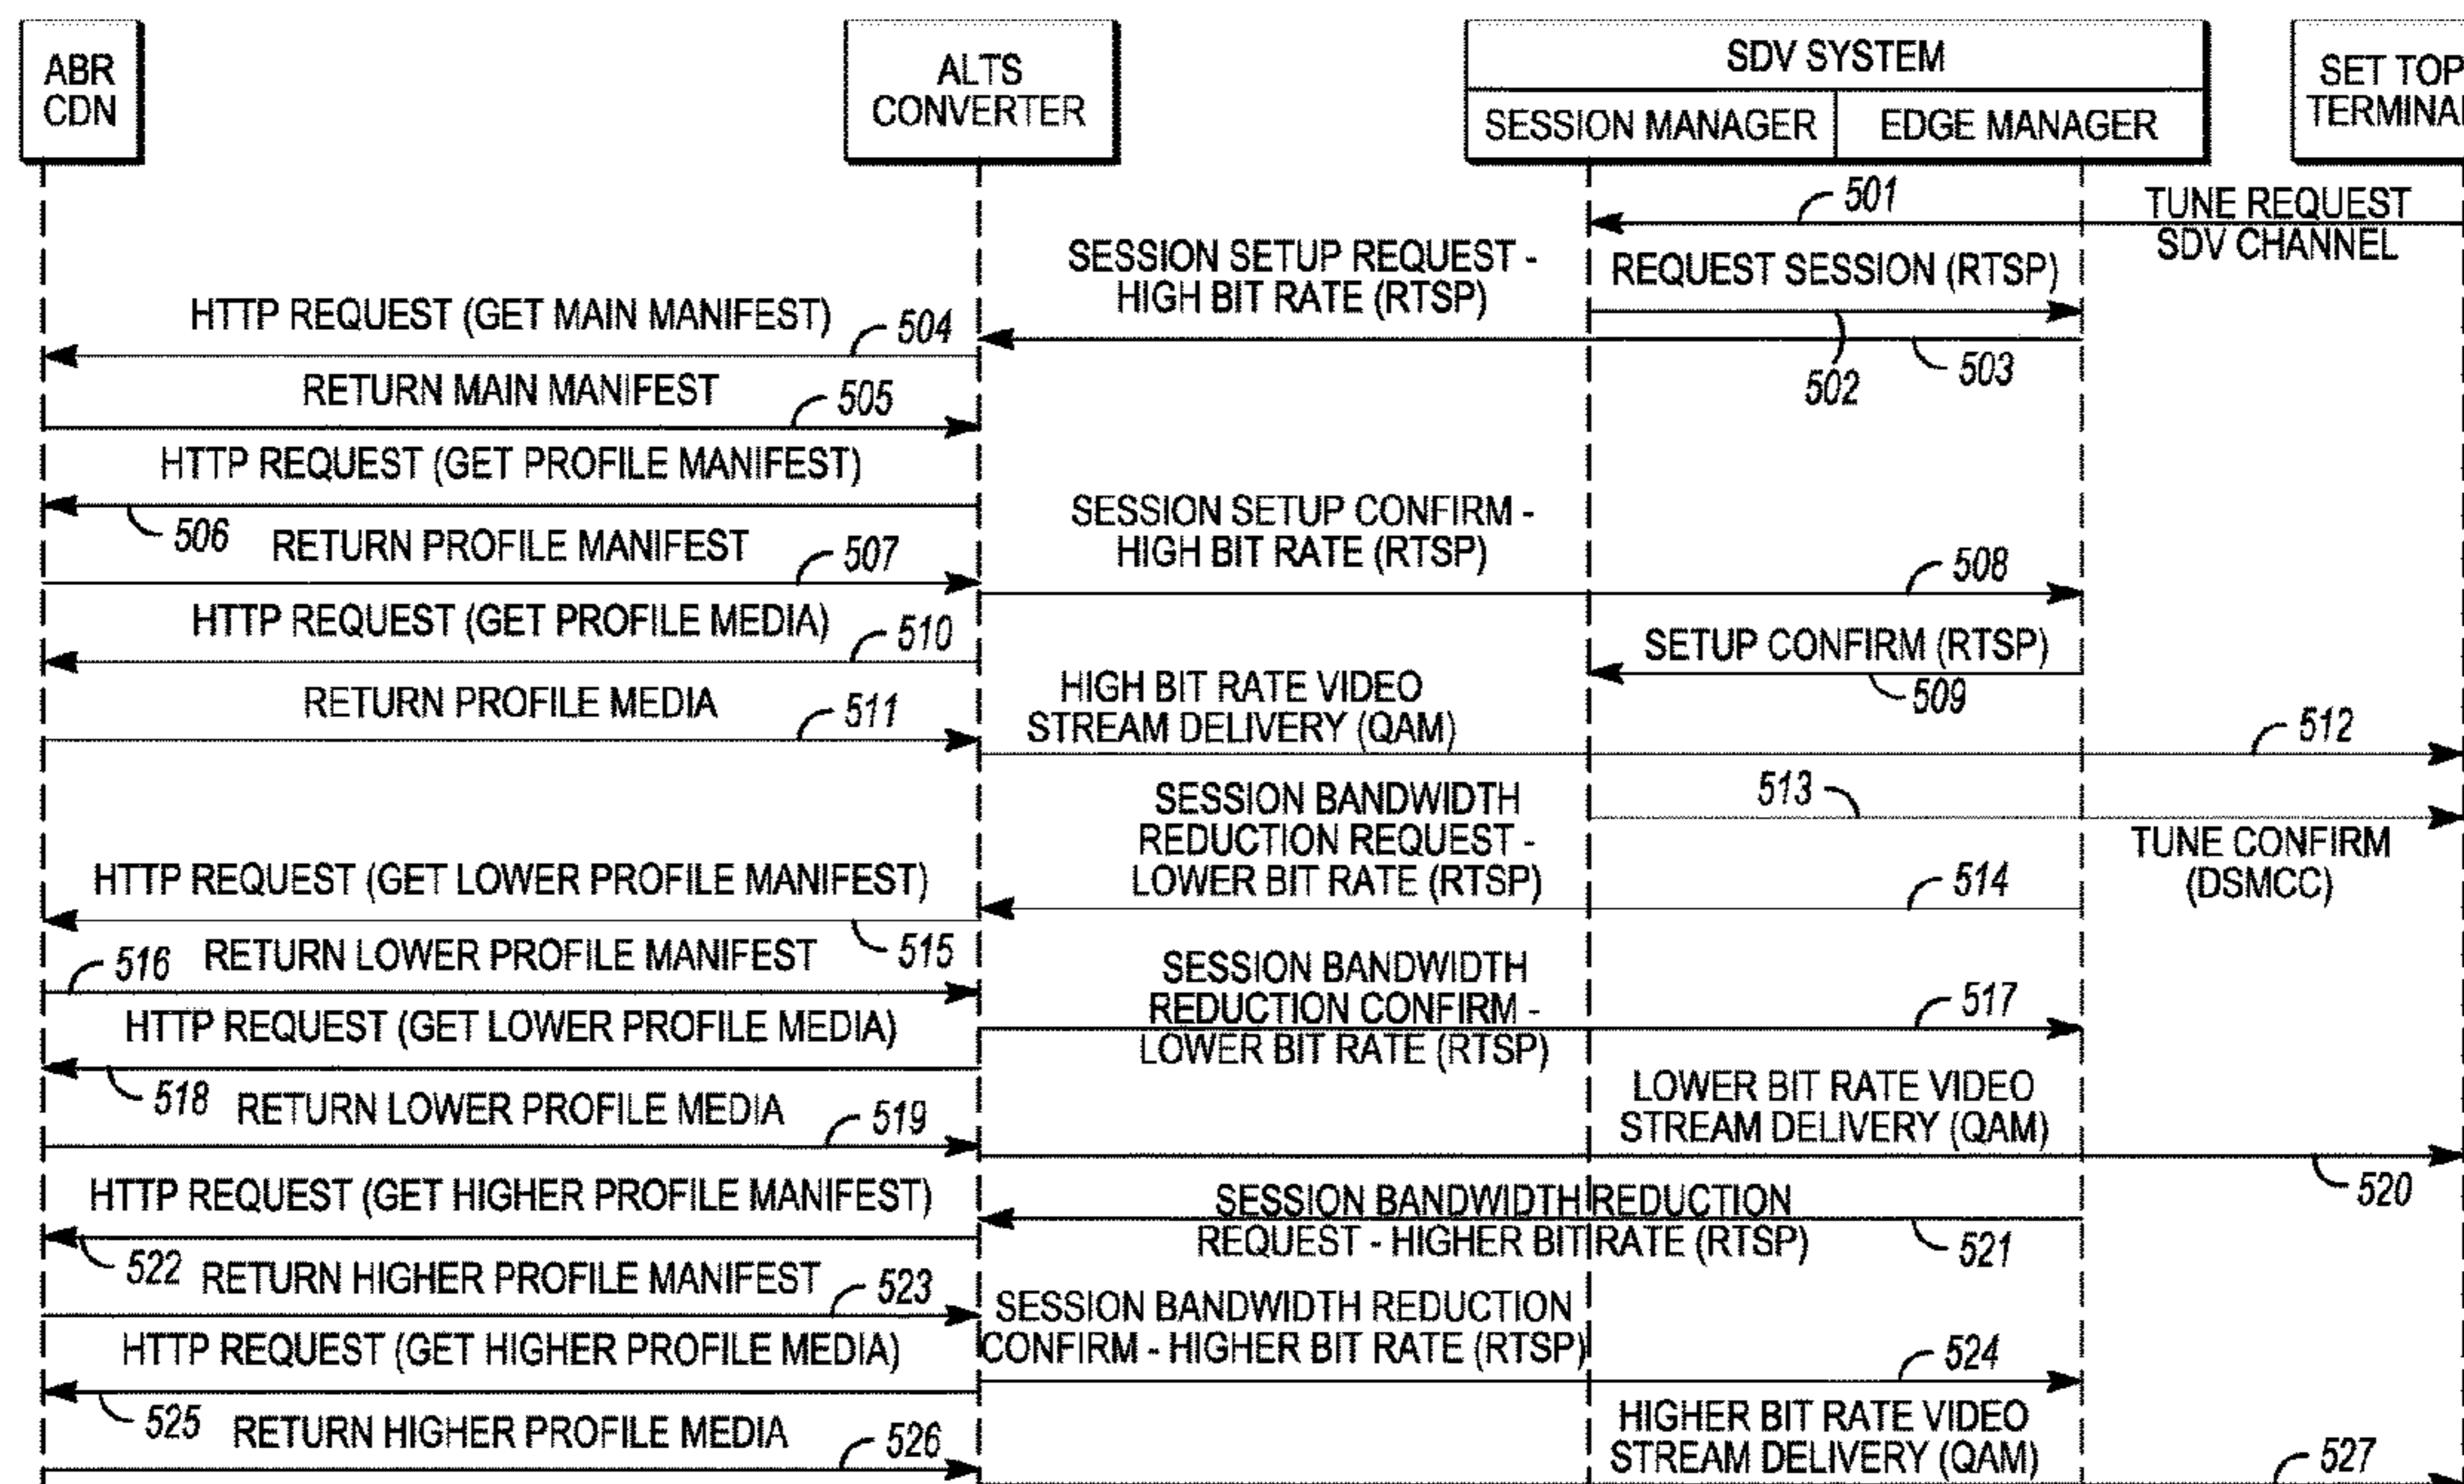 ABR
CDN
ALTS
CONVERTER
SDV SYSTEM
SESSION MANAGER
EDGE MANAGER
SET TOP
TERMINAL
501
TUNE REQUEST
SDV CHANNEL
SESSION SETUP REQUEST -
HIGH BIT RATE (RTSP)
REQUEST SESSION (RTSP)
HTTP REQUEST (GET MAIN MANIFEST)
504
502
503
RETURN MAIN MANIFEST
505
HTTP REQUEST (GET PROFILE MANIFEST)
506
SESSION SETUP CONFIRM -
HIGH BIT RATE (RTSP)
RETURN PROFILE MANIFEST
507
508
HTTP REQUEST (GET PROFILE MEDIA)
510
SETUP CONFIRM (RTSP)
509
RETURN PROFILE MEDIA
511
HIGH BIT RATE VIDEO
STREAM DELIVERY (QAM)
512
513
TUNE CONFIRM
(DSMCC)
SESSION BANDWIDTH
REDUCTION REQUEST -
LOWER BIT RATE (RTSP)
514
HTTP REQUEST (GET LOWER PROFILE MANIFEST)
515
516
RETURN LOWER PROFILE MANIFEST
SESSION BANDWIDTH
REDUCTION CONFIRM -
LOWER BIT RATE (RTSP)
517
HTTP REQUEST (GET LOWER PROFILE MEDIA)
518
RETURN LOWER PROFILE MEDIA
519
LOWER BIT RATE VIDEO
STREAM DELIVERY (QAM)
520
HTTP REQUEST (GET HIGHER PROFILE MANIFEST)
522
SESSION BANDWIDTH REDUCTION
REQUEST - HIGHER BIT RATE (RTSP)
521
RETURN HIGHER PROFILE MANIFEST
523
SESSION BANDWIDTH REDUCTION
CONFIRM - HIGHER BIT RATE (RTSP)
524
HTTP REQUEST (GET HIGHER PROFILE MEDIA)
525
RETURN HIGHER PROFILE MEDIA
526
HIGHER BIT RATE VIDEO
STREAM DELIVERY (QAM)
527